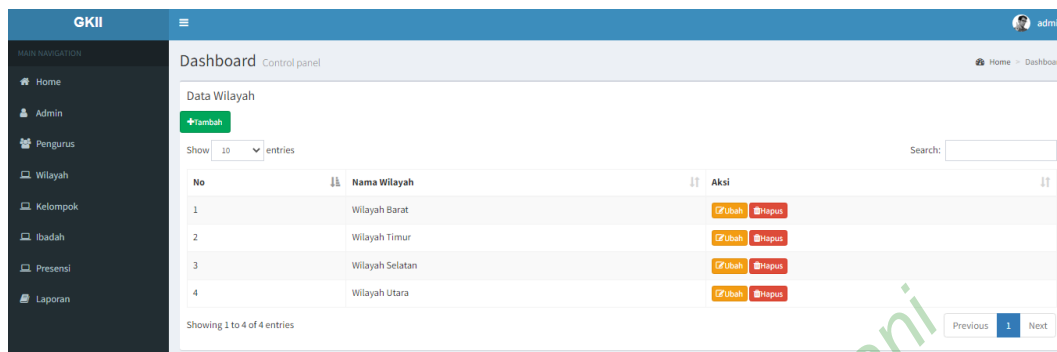 GKII
admi
MAIN NAVIGATION
Home
Admin
Pengurus
Wilayah
Kelompok
Ibadah
Presensi
Laporan
Dashboard Control panel
Home > Dashboa
Data Wilayah
+Tambah
Show 10 entries
Search:
No Nama Wilayah Aksi
1 Wilayah Barat Ubah Hapus
2 Wilayah Timur Ubah Hapus
3 Wilayah Selatan Ubah Hapus
4 Wilayah Utara Ubah Hapus
Showing 1 to 4 of 4 entries
Previous 1 Next